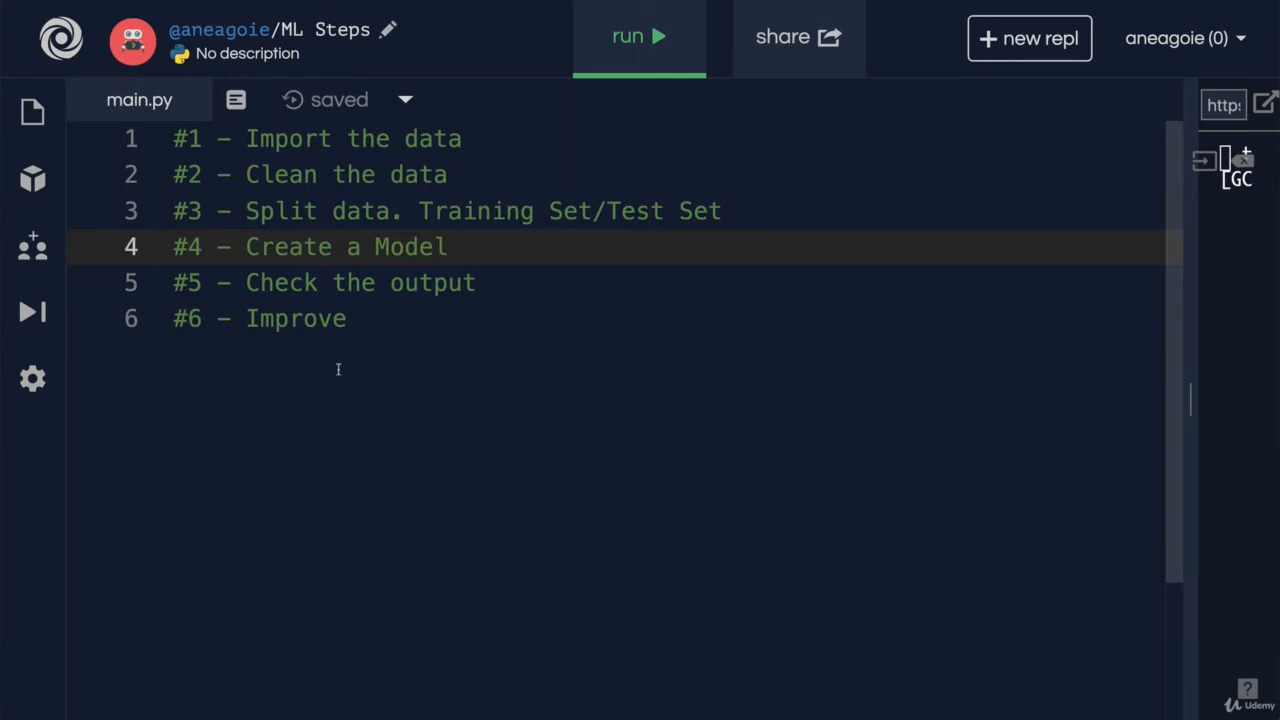 @aneagoie/ML Steps
No description
run
share
+ new repl
aneagoie (0)
main.py
saved
https:
1 #1 - Import the data
2 #2 - Clean the data
3 #3 - Split data. Training Set/Test Set
4 #4 - Create a Model
5 #5 - Check the output
6 #6 - Improve
[GC
Udemy